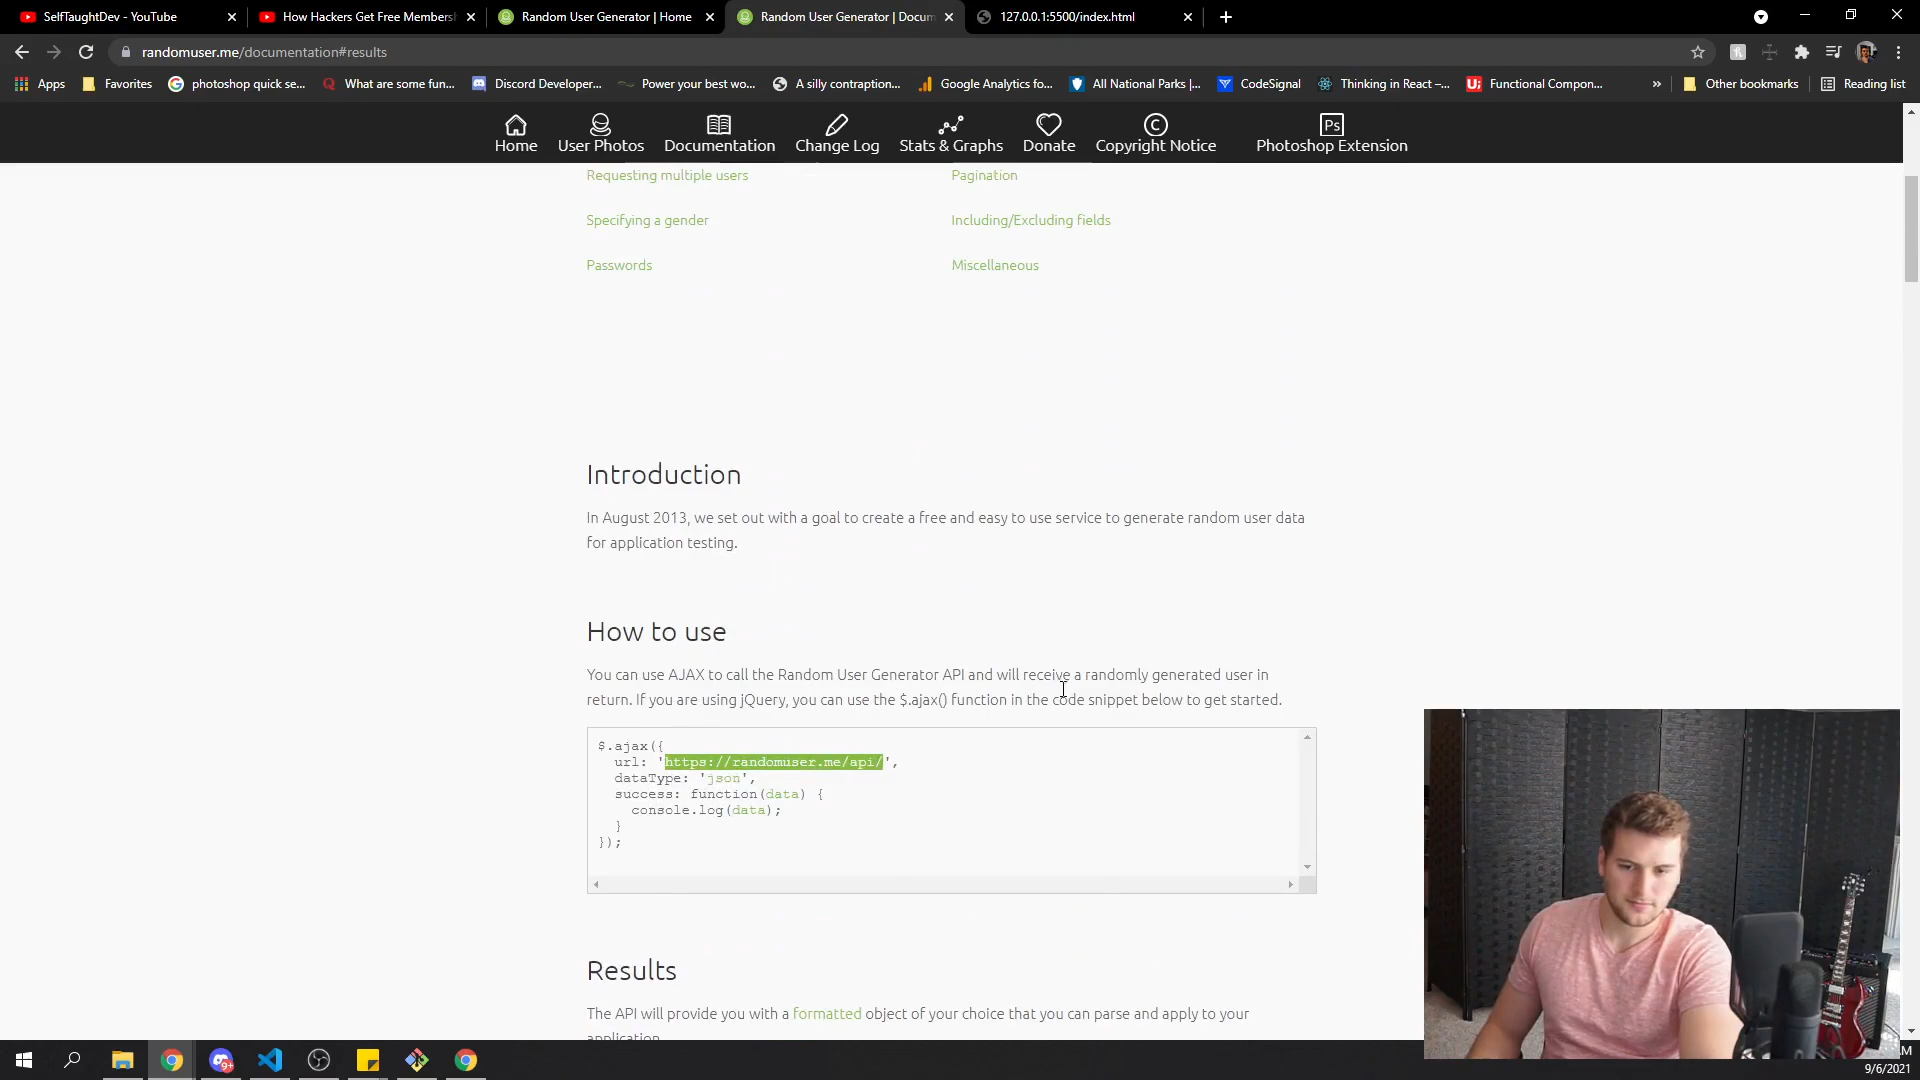 SelfTaughtDev - YouTube
How Hackers Get Free Membersh
Random User Generator | Home
Random User Generator | Docum
127.0.0.1:5500/index.html
randomuser.me/documentation#results
Apps
Favorites
photoshop quick se...
What are some fun...
Discord Developer...
Power your best wo...
A silly contraption...
Google Analytics fo...
All National Parks |...
CodeSignal
Thinking in React –...
Functional Compon...
»
Other bookmarks
Reading list
Home
User Photos
Documentation
Change Log
Stats & Graphs
Donate
Copyright Notice
Ps
Photoshop Extension
Requesting multiple users
Pagination
Specifying a gender
Including/Excluding fields
Passwords
Miscellaneous
Introduction
In August 2013, we set out with a goal to create a free and easy to use service to generate random user data
for application testing.
How to use
You can use AJAX to call the Random User Generator API and will receive a randomly generated user in
return. If you are using jQuery, you can use the $.ajax() function in the code snippet below to get started.
$.ajax({
url: 'https://randomuser.me/api/',
dataType: 'json',
success: function(data) {
console.log(data);
}
});
Results
The API will provide you with a formatted object of your choice that you can parse and apply to your
application
9+
9/6/2021